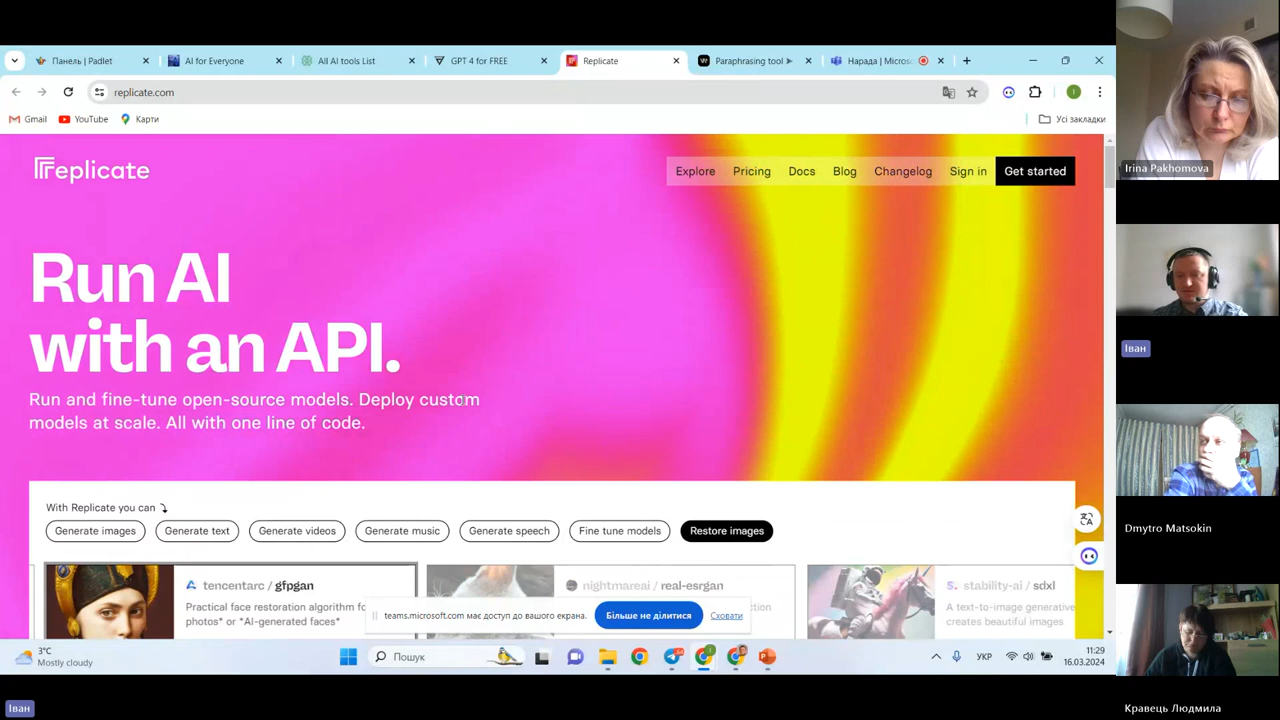 Панель | Padlet
AI for Everyone
All AI tools List
GPT 4 for FREE
Replicate
Paraphrasing tool
Нарада | Micros
replicate.com
Gmail
YouTube
Карти
Усі закладки
replicate
Explore
Pricing
Docs
Blog
Changelog
Sign in
Get started
Run AI
with an API.
Run and fine-tune open-source models. Deploy custom
models at scale. All with one line of code.
With Replicate you can
Generate images
Generate text
Generate videos
Generate music
Generate speech
Fine tune models
Restore images
tencentarc / gfpgan
Practical face restoration algorithm fo
photos* or *AI-generated faces*
nightmareai / real-esrgan
ction
stability-ai / sdxl
A text-to-image generative
creates beautiful images
teams.microsoft.com має доступ до вашого екрана.
Більше не ділитися
Сховати
3°C
Mostly cloudy
Пошук
УКР
11:29
16.03.2024
Іван
Irina Pakhomova
Іван
Dmytro Matsokin
Кравець Людмила